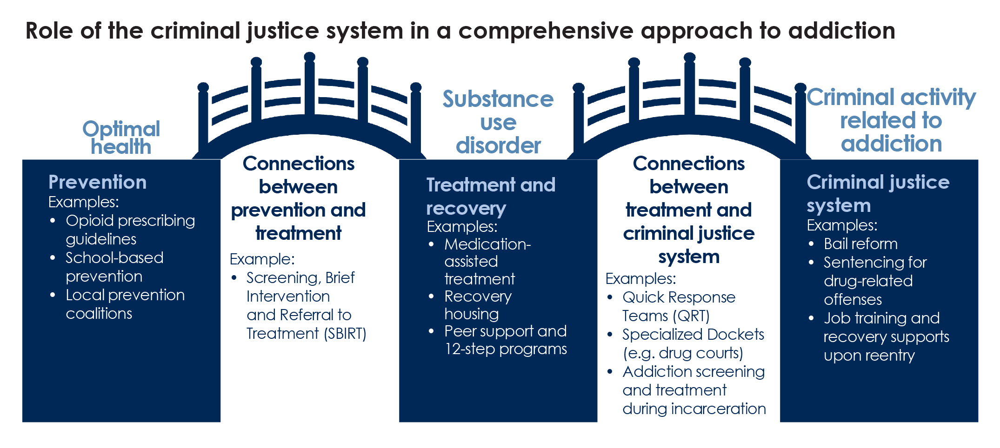 Role of the criminal justice system in a comprehensive approach to addiction
Optimal
health
Prevention
Examples:
• Opioid prescribing
guidelines
• School-based
prevention
• Local prevention
coalitions
Connections
between
prevention and
treatment
Example:
• Screening, Brief
Intervention
and Referral to
Treatment (SBIRT)
Substance
use
disorder
Treatment and
recovery
Examples:
• Medication-
assisted
treatment
• Recovery
housing
• Peer support and
12-step programs
Connections
between
treatment and
criminal justice
system
Examples:
• Quick Response
Teams (QRT)
• Specialized Dockets
(e.g. drug courts)
• Addiction screening
and treatment
during incarceration
Criminal activity
related to
addiction
Criminal justice
system
Examples:
• Bail reform
• Sentencing for
drug-related
offenses
• Job training and
recovery supports
upon reentry